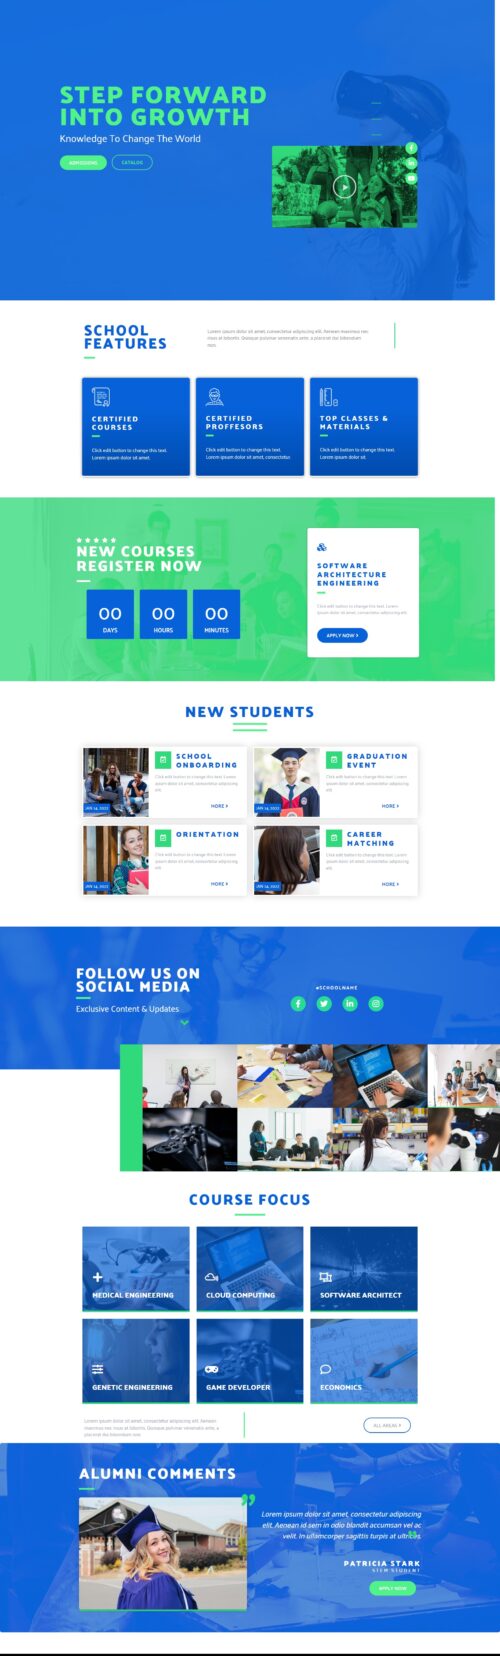 STEP FORWARD
INTO GROWTH
Knowledge To Change The World
ADMISSIONS
CATALOG
SCHOOL
FEATURES
Lorem ipsum dolor sit amet, consectetur adipiscing elit. Aenean maximus nec
risus at lobortis. Quisque pulvinar venenatis ante, a placerat dui bibendum
non.
CERTIFIED
COURSES
Click edit button to change this text.
Lorem ipsum dolor sit amet
CERTIFIED
PROFFESORS
Click edit button to change this text.
Lorem ipsum dolor sit amet, consectetur
TOP CLASSES &
MATERIALS
Click edit button to change this text.
Lorem ipsum dolor sit.
NEW COURSES
REGISTER NOW
00
DAYS
00
HOURS
00
MINUTES
SOFTWARE
ARCHITECTURE
ENGINEERING
Click edit button to change this text. Lorem
ipsum dolor sit amet, consectetur adipiscing elit.
APPLY NOW >
NEW STUDENTS
SCHOOL
ONBOARDING
Click edit button to change this text. Lorem
ipsum dolor sit amet, consectetur adipiscing
elit.
JAN 14, 2022
MORE >
GRADUATION
EVENT
Click edit button to change this text. Lorem
ipsum dolor sit amet, consectetur adipiscing
elit.
JAN 14, 2022
MORE >
ORIENTATION
Click edit button to change this text. Lorem
ipsum dolor sit amet, consectetur adipiscing
elit.
JAN 14, 2022
MORE >
CAREER
MATCHING
Click edit button to change this text. Lorem
ipsum dolor sit amet, consectetur adipiscing
elit.
JAN 14, 2022
MORE >
FOLLOW US ON
SOCIAL MEDIA
Exclusive Content & Updates
#SCHOOLNAME
COURSE FOCUS
MEDICAL ENGINEERING
CLOUD COMPUTING
SOFTWARE ARCHITECT
GENETIC ENGINEERING
GAME DEVELOPER
ECONOMICS
Lorem ipsum dolor sit amet, consectetur adipiscing elit. Aenean
maximus nec risus at lobortis. Quisque pulvinar venenatis ante, a
placerat dui bibendum non.
ALL AREAS >
ALUMNI COMMENTS
Lorem ipsum dolor sit amet, consectetur adipiscing
elit. Aenean id sem in odio blandit accumsan vel ac
velit. In ullamcorper sagittis turpis at ultrices.
PATRICIA STARK
STEM STUDENT
APPLY NOW